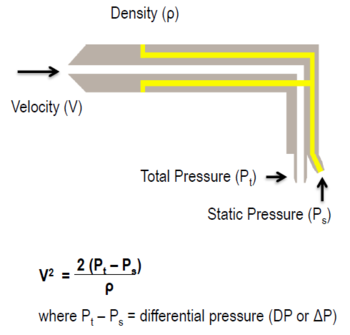 Density (ρ)
Velocity (V)
Total Pressure (Pₜ)
Static Pressure (Pₛ)
V² = 2 (Pₜ – Pₛ) / ρ
where Pₜ – Pₛ = differential pressure (DP or ΔP)